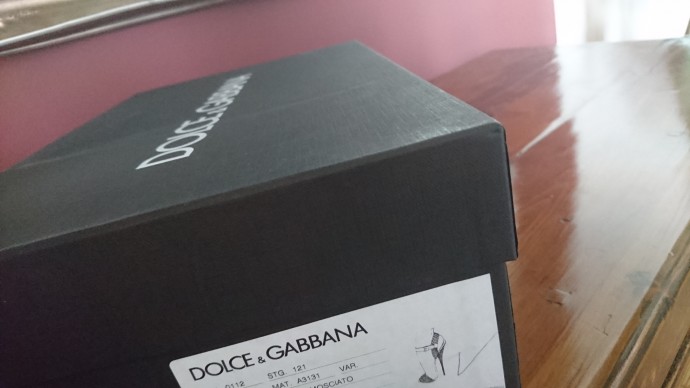 DOLCE & GABBANA
DOLCE & GABBANA
0112 STG 121
MAT A3131 VAR